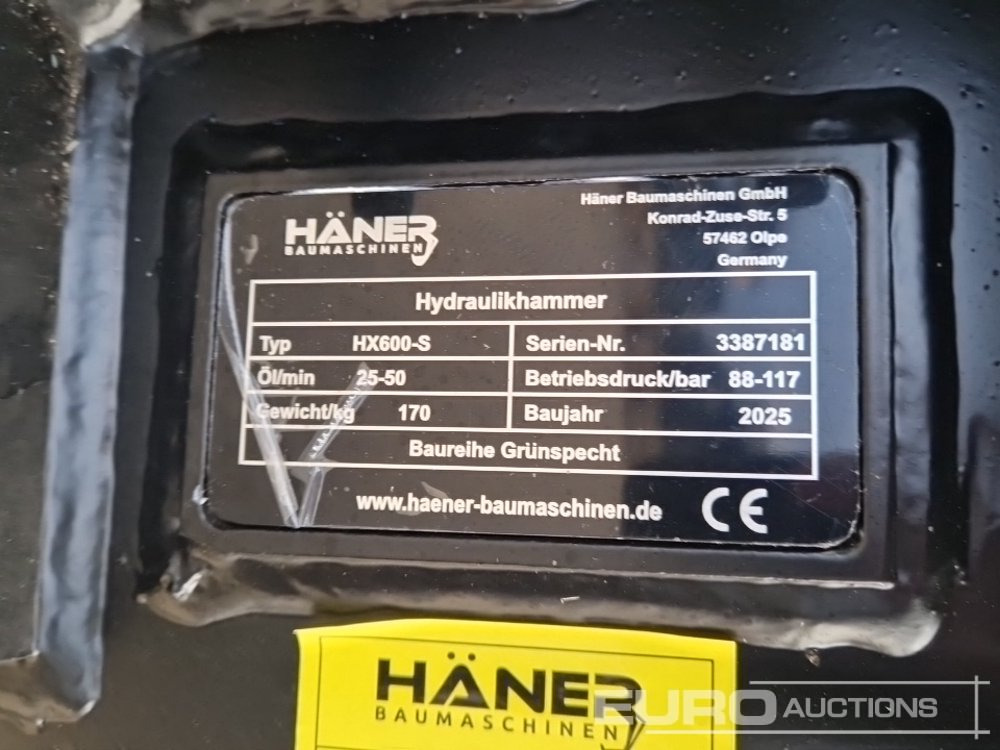 HÄNER
BAUMASCHINEN
Häner Baumaschinen GmbH
Konrad-Zuse-Str. 5
57462 Olpe
Germany
Hydraulikhammer
Typ HX600-S Serien-Nr. 3387181
Öl/min 25-50 Betriebsdruck/bar 88-117
Gewicht/kg 170 Baujahr 2025
Baureihe Grünspecht
www.haener-baumaschinen.de CE
HÄNER
BAUMASCHINEN
EURO AUCTIONS